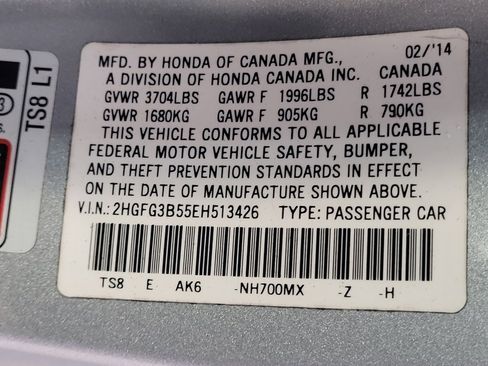 MFD. BY HONDA OF CANADA MFG., 02/'14
A DIVISION OF HONDA CANADA INC. CANADA
GVWR 3704LBS GAWR F 1996LBS R 1742LBS
GVWR 1680KG GAWR F 905KG R 790KG
THIS VEHICLE CONFORMS TO ALL APPLICABLE
FEDERAL MOTOR VEHICLE SAFETY, BUMPER,
AND THEFT PREVENTION STANDARDS IN EFFECT
ON THE DATE OF MANUFACTURE SHOWN ABOVE.
V.I.N.:2HGFG3B55EH513426 TYPE: PASSENGER CAR
TS8 E AK6 -NH700MX -Z -H
TS8 L1
3
s.